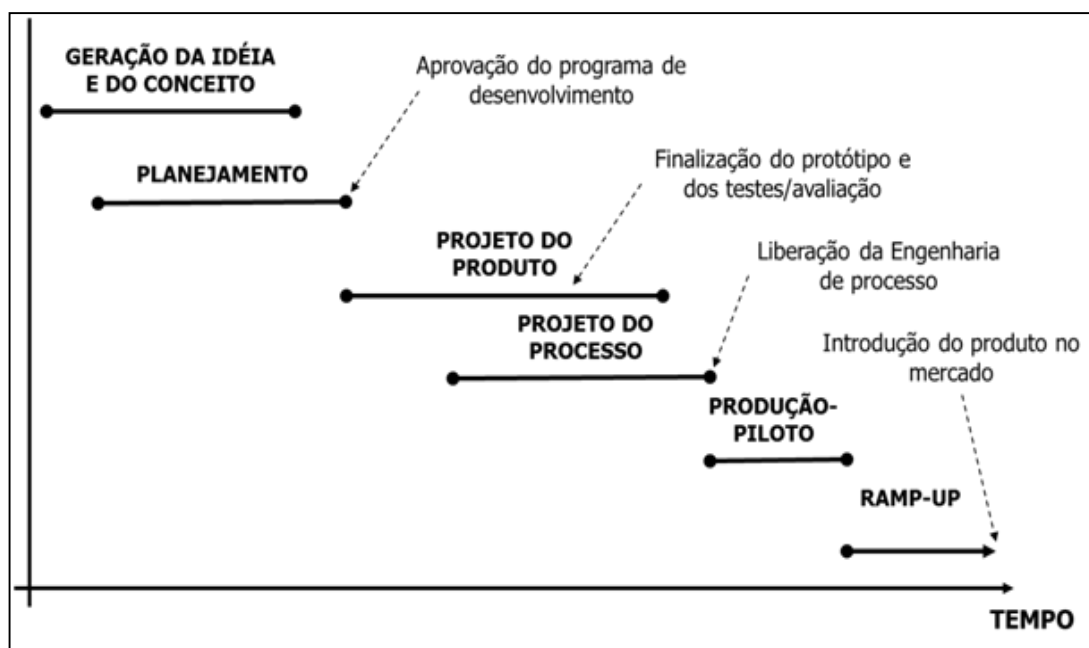 GERAÇÃO DA IDÉIA
E DO CONCEITO
Aprovação do programa de
desenvolvimento
PLANEJAMENTO
Finalização do protótipo e
dos testes/avaliação
PROJETO DO
PRODUTO
Liberação da Engenharia
de processo
PROJETO DO
PROCESSO
Introdução do produto no
mercado
PRODUÇÃO-
PILOTO
RAMP-UP
TEMPO